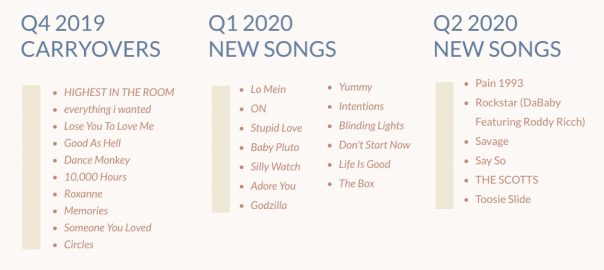 Q4 2019
CARRYOVERS
HIGHEST IN THE ROOM
everything i wanted
Lose You To Love Me
Good As Hell
Dance Monkey
10,000 Hours
Roxanne
Memories
Someone You Loved
Circles
Q1 2020
NEW SONGS
Lo Mein
ON
Stupid Love
Baby Pluto
Silly Watch
Adore You
Godzilla
Yummy
Intentions
Blinding Lights
Don't Start Now
Life Is Good
The Box
Q2 2020
NEW SONGS
Pain 1993
Rockstar (DaBaby
Featuring Roddy Ricch)
Savage
Say So
THE SCOTTS
Toosie Slide